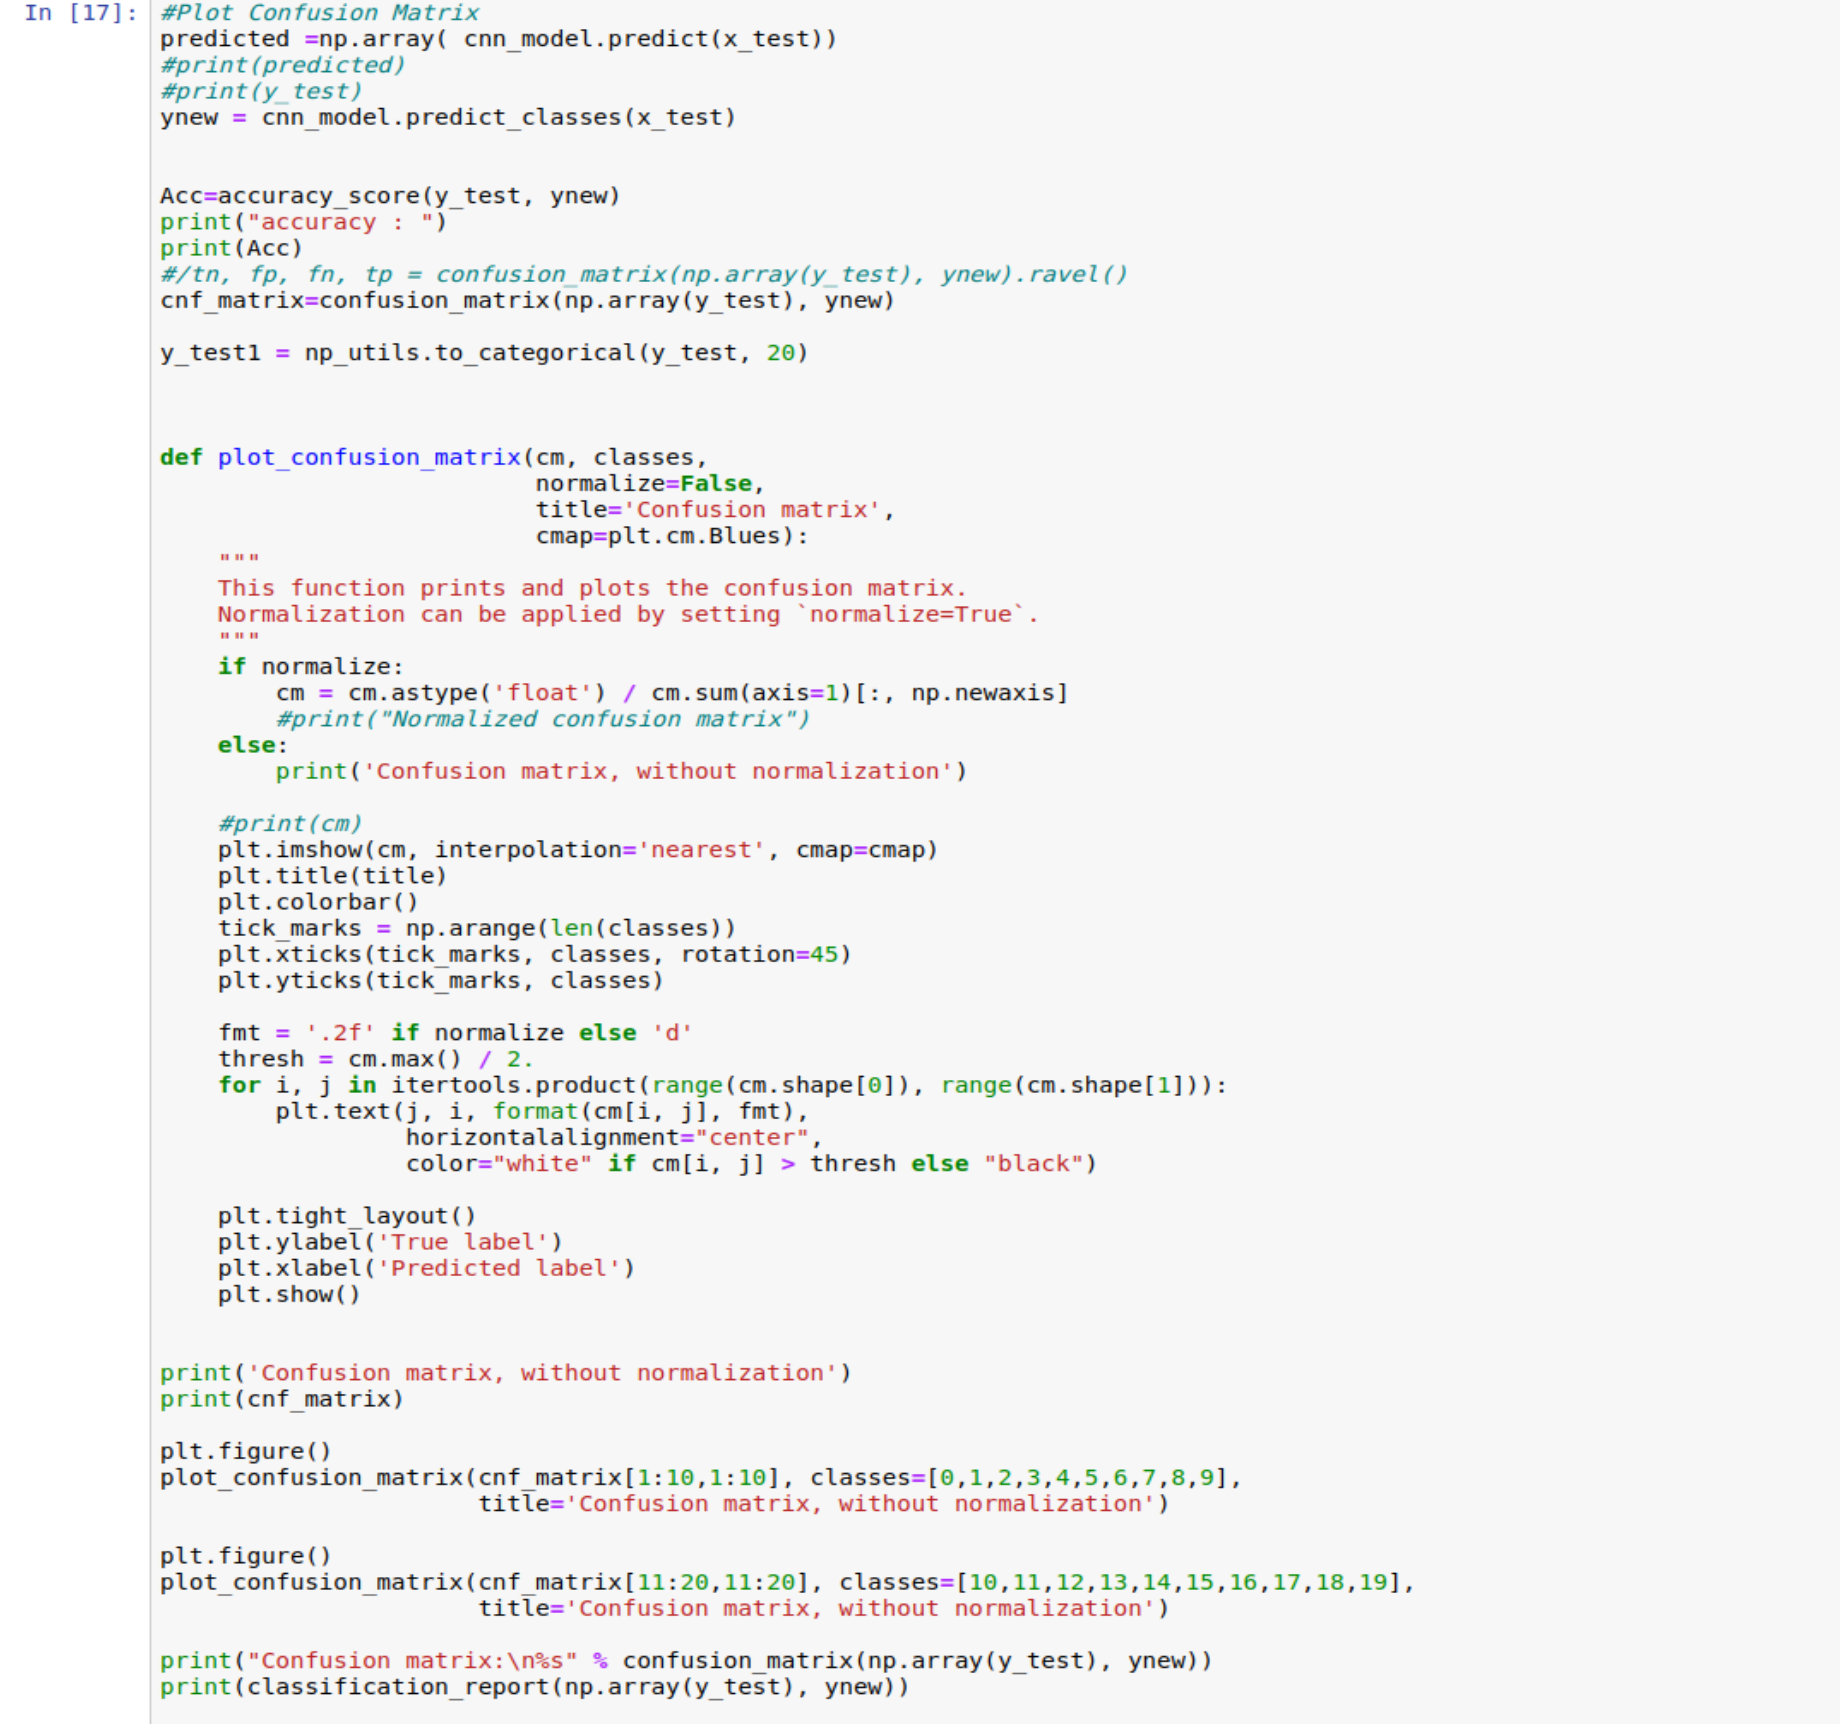 In [17]:
#Plot Confusion Matrix
predicted =np.array( cnn_model.predict(x_test))
#print(predicted)
#print(y_test)
ynew = cnn_model.predict_classes(x_test)
Acc=accuracy_score(y_test, ynew)
print("accuracy : ")
print(Acc)
#/tn, fp, fn, tp = confusion_matrix(np.array(y_test), ynew).ravel()
cnf_matrix=confusion_matrix(np.array(y_test), ynew)
y_test1 = np_utils.to_categorical(y_test, 20)
def plot_confusion_matrix(cm, classes,
                          normalize=False,
                          title='Confusion matrix',
                          cmap=plt.cm.Blues):
    """
    This function prints and plots the confusion matrix.
    Normalization can be applied by setting `normalize=True`.
    """
    if normalize:
        cm = cm.astype('float') / cm.sum(axis=1)[:, np.newaxis]
        #print("Normalized confusion matrix")
    else:
        print('Confusion matrix, without normalization')
    #print(cm)
    plt.imshow(cm, interpolation='nearest', cmap=cmap)
    plt.title(title)
    plt.colorbar()
    tick_marks = np.arange(len(classes))
    plt.xticks(tick_marks, classes, rotation=45)
    plt.yticks(tick_marks, classes)
    fmt = '.2f' if normalize else 'd'
    thresh = cm.max() / 2.
    for i, j in itertools.product(range(cm.shape[0]), range(cm.shape[1])):
        plt.text(j, i, format(cm[i, j], fmt),
                 horizontalalignment="center",
                 color="white" if cm[i, j] > thresh else "black")
    plt.tight_layout()
    plt.ylabel('True label')
    plt.xlabel('Predicted label')
    plt.show()
print('Confusion matrix, without normalization')
print(cnf_matrix)
plt.figure()
plot_confusion_matrix(cnf_matrix[1:10,1:10], classes=[0,1,2,3,4,5,6,7,8,9],
                      title='Confusion matrix, without normalization')
plt.figure()
plot_confusion_matrix(cnf_matrix[11:20,11:20], classes=[10,11,12,13,14,15,16,17,18,19],
                      title='Confusion matrix, without normalization')
print("Confusion matrix:\n%s" % confusion_matrix(np.array(y_test), ynew))
print(classification_report(np.array(y_test), ynew))